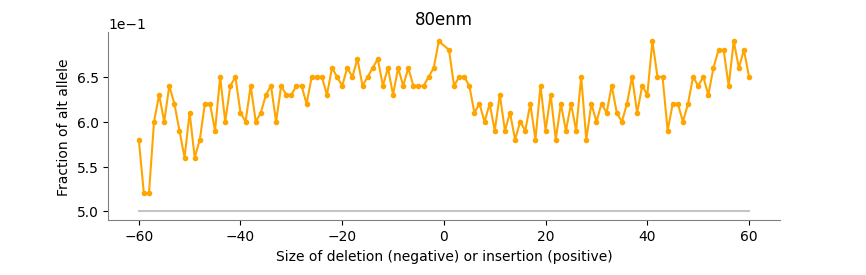 80enm
1e−1
Fraction of alt allele
6.5
6.0
5.5
5.0
−60 −40 −20 0 20 40 60
Size of deletion (negative) or insertion (positive)